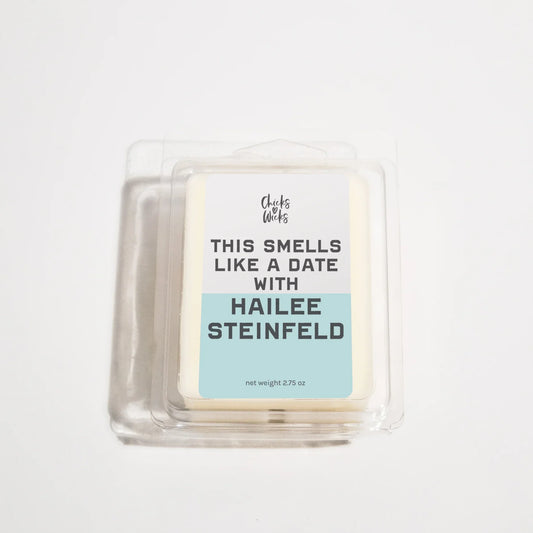 Chicks
Wicks
THIS SMELLS
LIKE A DATE
WITH
HAILEE
STEINFELD
net weight 2.75 oz